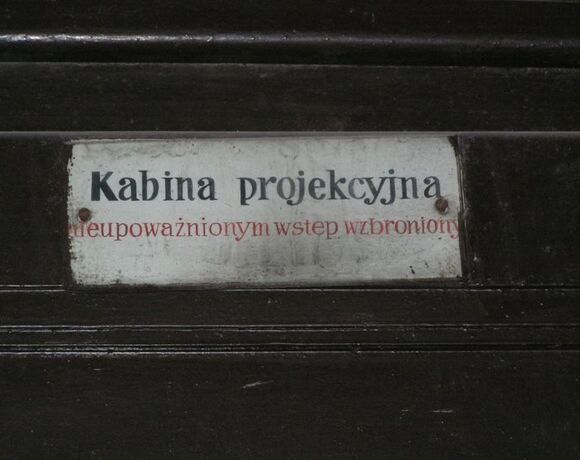 Kabina projekcyjna
nieupoważnionym wstep wzbroniony